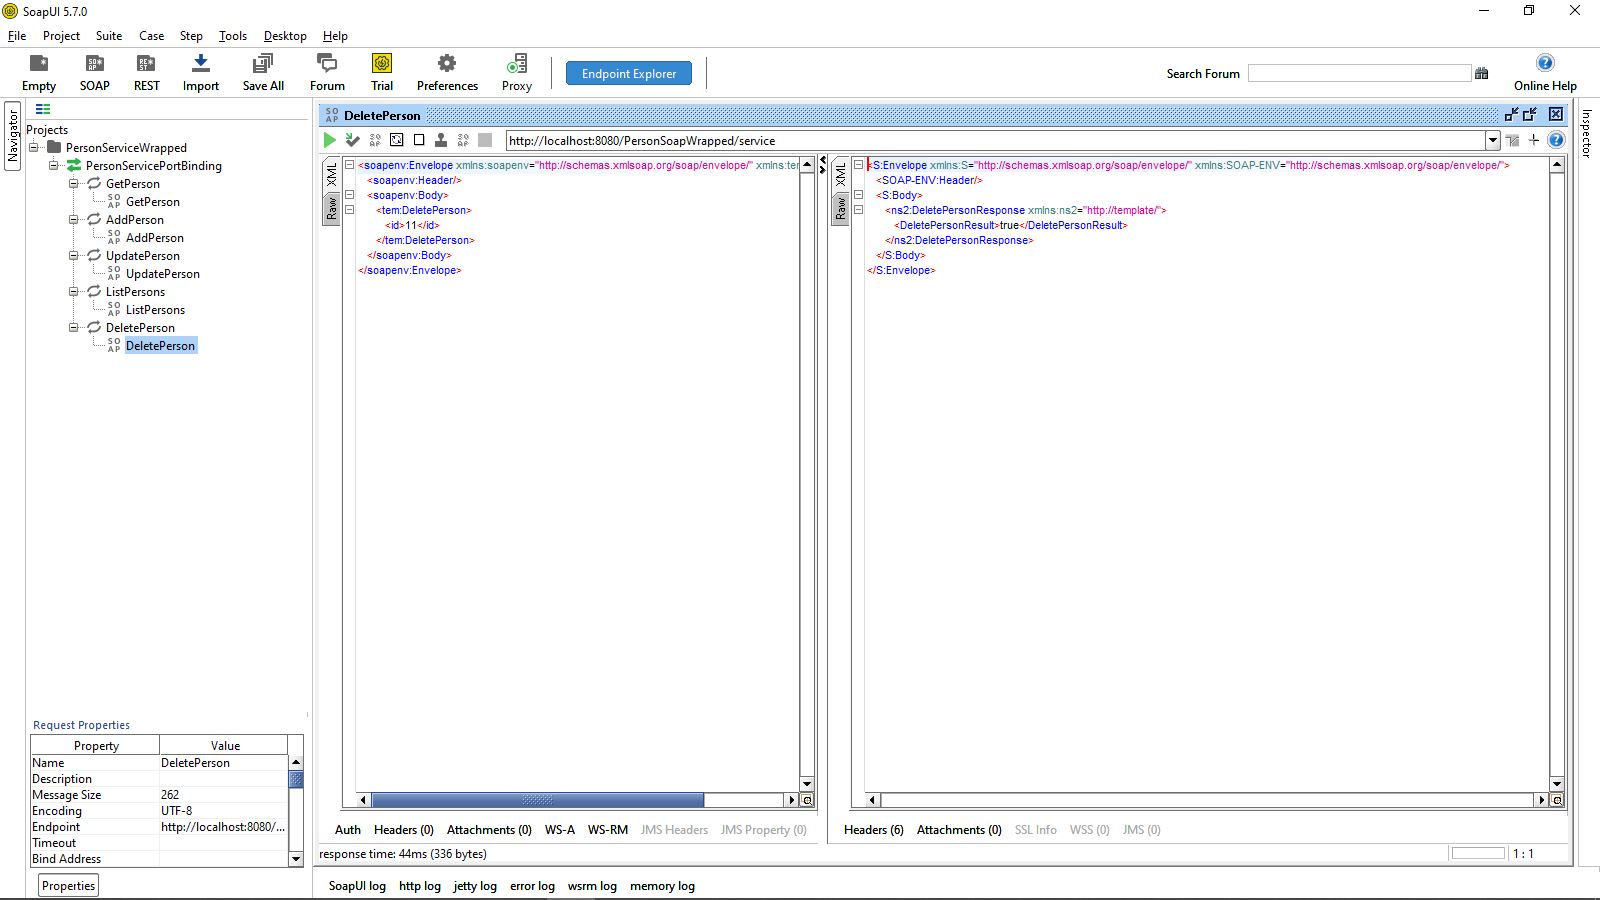 SoapUI 5.7.0
File Project Suite Case Step Tools Desktop Help
Empty SOAP REST Import Save All Forum Trial Preferences Proxy Endpoint Explorer Search Forum Online Help
Navigator
Projects
PersonServiceWrapped
PersonServicePortBinding
GetPerson
GetPerson
AddPerson
AddPerson
UpdatePerson
UpdatePerson
ListPersons
ListPersons
DeletePerson
DeletePerson
Request Properties
Property Value
Name DeletePerson
Description
Message Size 262
Encoding UTF-8
Endpoint http://localhost:8080/...
Timeout
Bind Address
Properties
DeletePerson
http://localhost:8080/PersonSoapWrapped/service
XML
Raw
<soapenv:Envelope xmlns:soapenv="http://schemas.xmlsoap.org/soap/envelope/" xmlns:ter
<soapenv:Header/>
<soapenv:Body>
<tem:DeletePerson>
<id>11</id>
</tem:DeletePerson>
</soapenv:Body>
</soapenv:Envelope>
XML
Raw
<S:Envelope xmlns:S="http://schemas.xmlsoap.org/soap/envelope/" xmlns:SOAP-ENV="http://schemas.xmlsoap.org/soap/envelope/">
<SOAP-ENV:Header/>
<S:Body>
<ns2:DeletePersonResponse xmlns:ns2="http://template/">
<DeletePersonResult>true</DeletePersonResult>
</ns2:DeletePersonResponse>
</S:Body>
</S:Envelope>
Auth Headers (0) Attachments (0) WS-A WS-RM JMS Headers JMS Property (0)
Headers (6) Attachments (0) SSL Info WSS (0) JMS (0)
response time: 44ms (336 bytes)
1 : 1
SoapUI log http log jetty log error log wsrm log memory log
Inspector